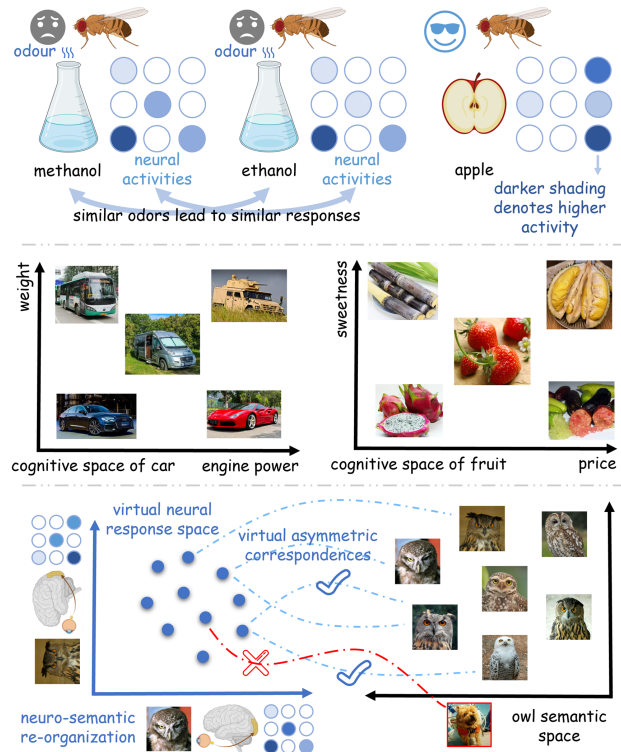 odour
odour
methanol
neural
activities
ethanol
neural
activities
apple
similar odors lead to similar responses
darker shading
denotes higher
activity
weight
cognitive space of car
engine power
sweetness
cognitive space of fruit
price
virtual neural
response space
virtual asymmetric
correspondences
neuro-semantic
re-organization
owl semantic
space